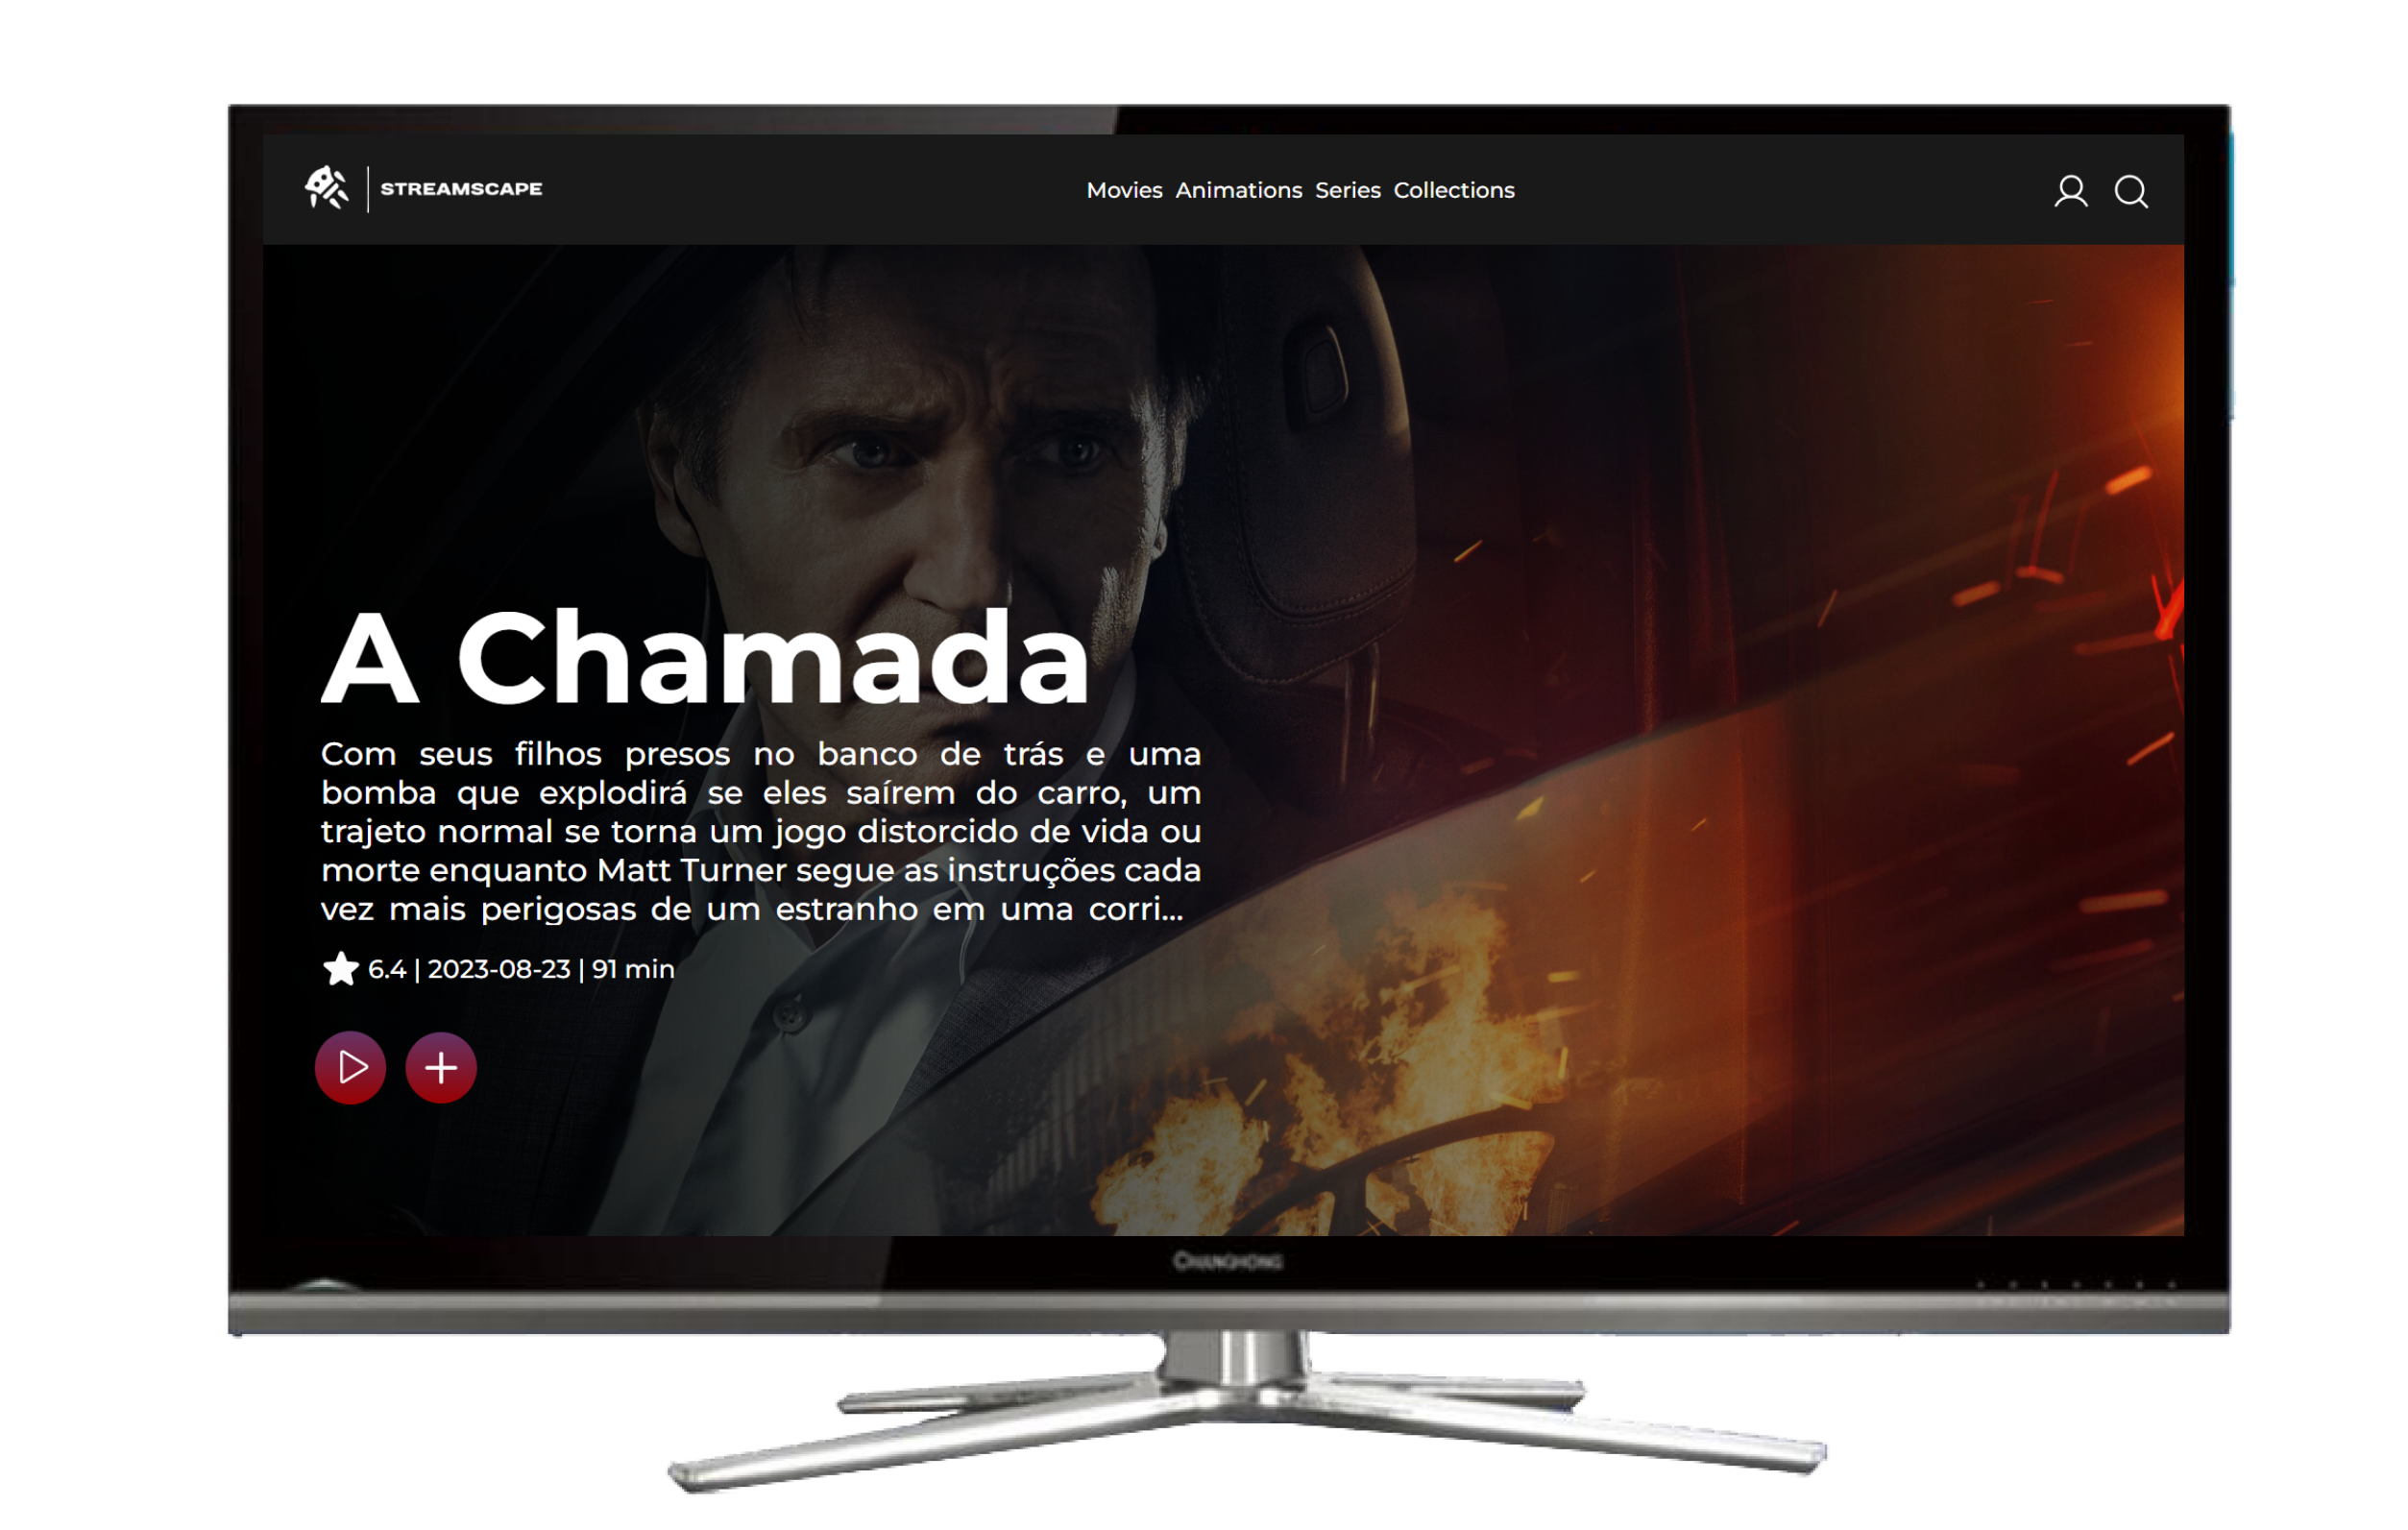 STREAMSCAPE
Movies Animations Series Collections
A Chamada
Com seus filhos presos no banco de trás e uma
bomba que explodirá se eles saírem do carro, um
trajeto normal se torna um jogo distorcido de vida ou
morte enquanto Matt Turner segue as instruções cada
vez mais perigosas de um estranho em uma corri...
6.4 | 2023-08-23 | 91 min
CHANGHONG